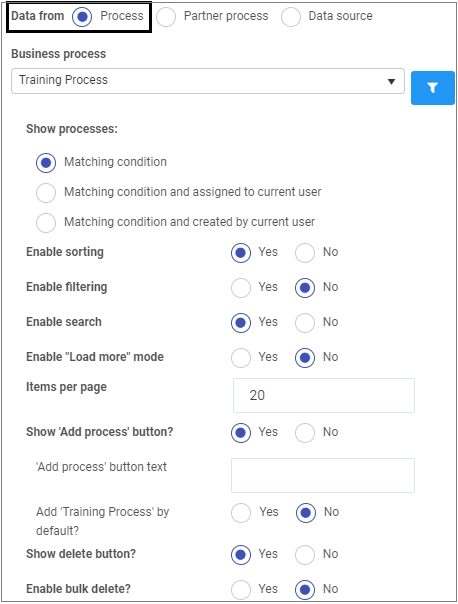 Data from Process Partner process Data source
Business process
Training Process
Show processes:
Matching condition
Matching condition and assigned to current user
Matching condition and created by current user
Enable sorting Yes No
Enable filtering Yes No
Enable search Yes No
Enable "Load more" mode Yes No
Items per page 20
Show 'Add process' button? Yes No
'Add process' button text
Add 'Training Process' by Yes No
default?
Show delete button? Yes No
Enable bulk delete? Yes No